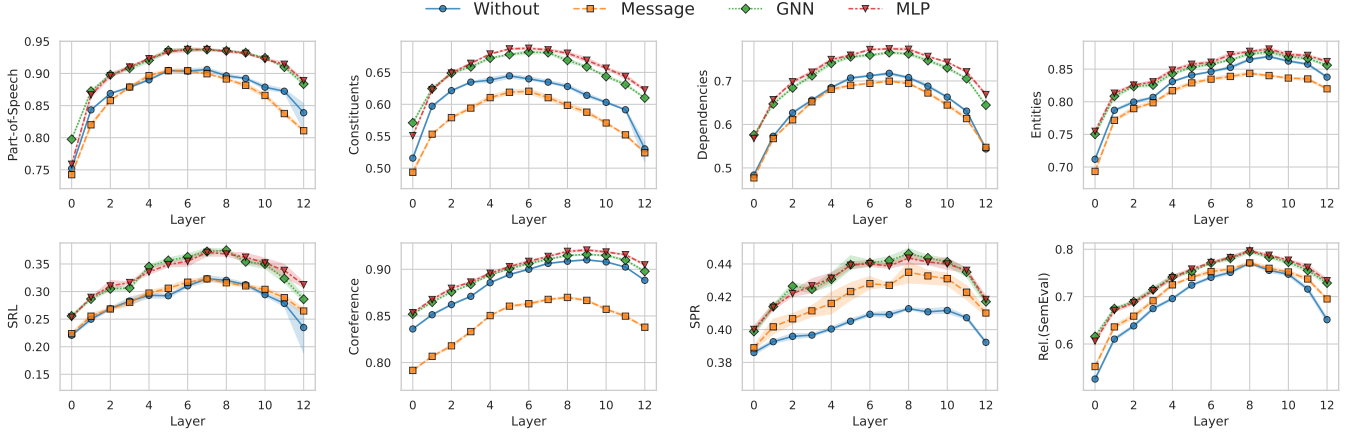 Without Message GNN MLP
Part-of-Speech
0.95
0.90
0.85
0.80
0.75
0 2 4 6 8 10 12
Layer
Constituents
0.65
0.60
0.55
0.50
0 2 4 6 8 10 12
Layer
Dependencies
0.7
0.6
0.5
0 2 4 6 8 10 12
Layer
Entities
0.85
0.80
0.75
0.70
0 2 4 6 8 10 12
Layer
SRL
0.35
0.30
0.25
0.20
0.15
0 2 4 6 8 10 12
Layer
Coreference
0.90
0.85
0.80
0 2 4 6 8 10 12
Layer
SPR
0.44
0.42
0.40
0.38
0 2 4 6 8 10 12
Layer
Rel.(SemEval)
0.8
0.7
0.6
0 2 4 6 8 10 12
Layer